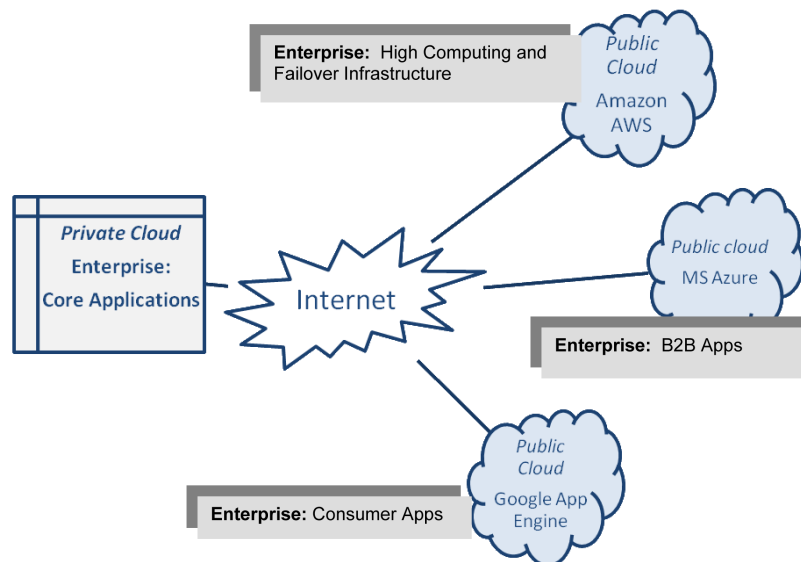 Enterprise: High Computing and
Failover Infrastructure
Public
Cloud
Amazon
AWS
Private Cloud
Enterprise:
Core Applications
Internet
Public cloud
MS Azure
Enterprise: B2B Apps
Public
Cloud
Google App
Engine
Enterprise: Consumer Apps